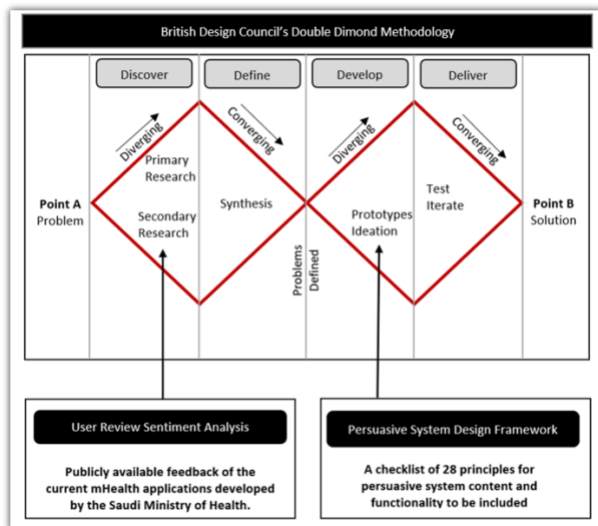 British Design Council's Double Dimond Methodology
Discover
Define
Develop
Deliver
Diverging
Converging
Diverging
Converging
Primary
Research
Secondary
Research
Synthesis
Point A
Problem
Problems
Defined
Prototypes
Ideation
Test
Iterate
Point B
Solution
User Review Sentiment Analysis
Publicly available feedback of the
current mHealth applications developed
by the Saudi Ministry of Health.
Persuasive System Design Framework
A checklist of 28 principles for
persuasive system content and
functionality to be included